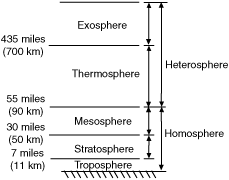 Exosphere
435 miles
(700 km)
Heterosphere
Thermosphere
55 miles
(90 km)
Mesosphere
30 miles
(50 km)
Homosphere
Stratosphere
7 miles
(11 km)
Troposphere